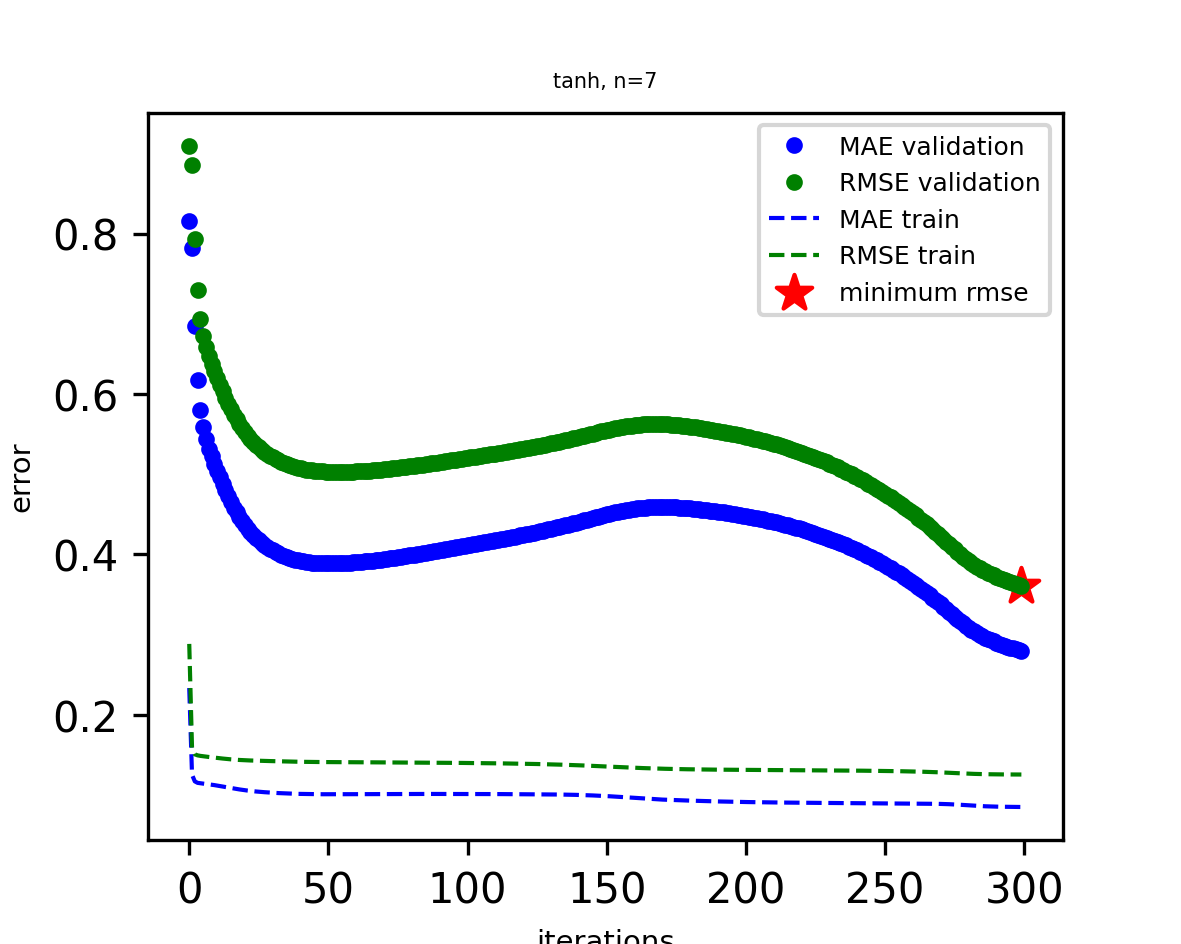 tanh, n=7
MAE validation
RMSE validation
MAE train
RMSE train
minimum rmse
error
0.8
0.6
0.4
0.2
0 50 100 150 200 250 300
iterations